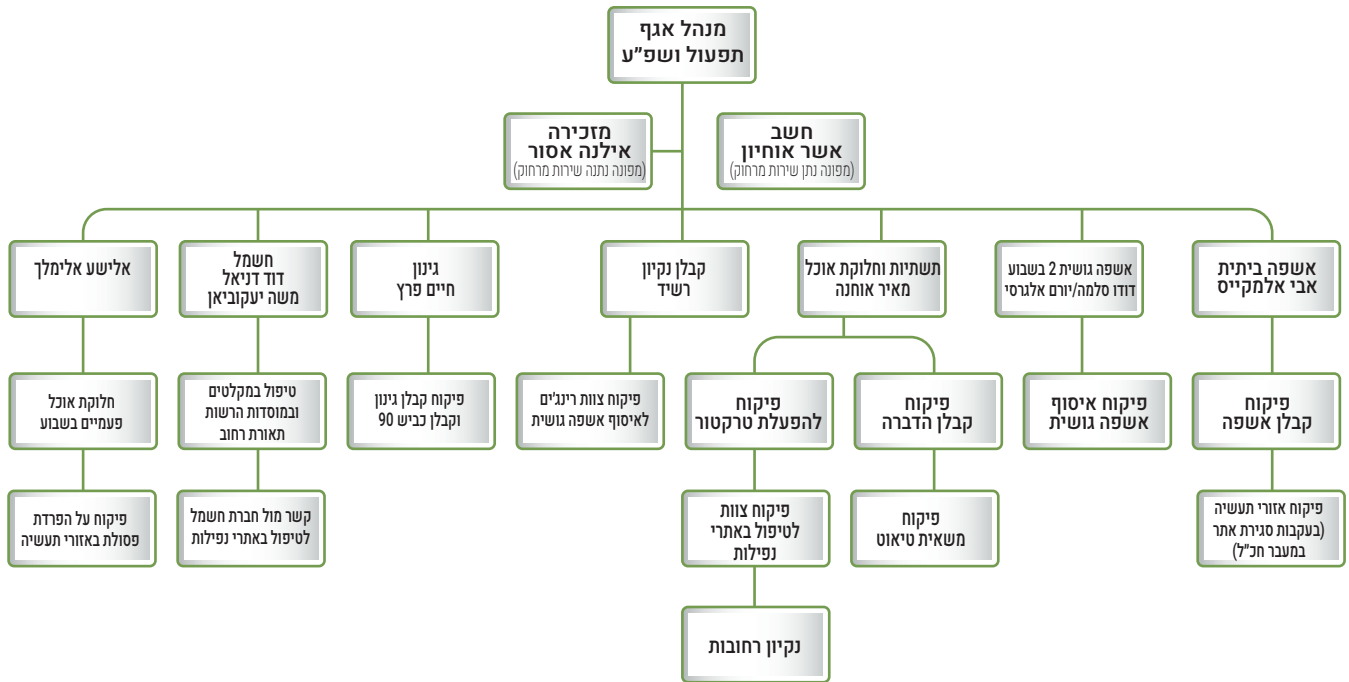 מנהל אגף
תפעול ושפ״ע
חשב
אשר אוחיון
(מפונה נתן שירות מרחוק)
מזכירה
אילנה אסור
(מפונה נתנה שירות מרחוק)
אשפה ביתית
אבי אלמקייס
אשפה גושית 2 בשבוע
דודו סלמה/יורם אלגרסי
תשתיות וחלוקת אוכל
מאיר אוחנה
קבלן נקיון
רשיד
גינון
חיים פרץ
חשמל
דוד דניאל
משה יעקוביאן
אלישע אלימלך
פיקוח
קבלן אשפה
פיקוח איסוף
אשפה גושית
פיקוח
קבלן הדברה
פיקוח
להפעלת טרקטור
פיקוח צוות רינג'ים
לאיסוף אשפה גושית
פיקוח קבלן גינון
וקבלן כביש 90
טיפול במקלטים
ובמוסדות הרשות
תאורת רחוב
חלוקת אוכל
פעמיים בשבוע
פיקוח אזורי תעשיה
(בעקבות סגירת אתר
במעבר חכ״ל)
פיקוח
משאית טיאוט
פיקוח צוות
לטיפול באתרי
נפילות
קשר מול חברת חשמל
לטיפול באתרי נפילות
פיקוח על הפרדת
פסולת באזורי תעשיה
נקיון רחובות